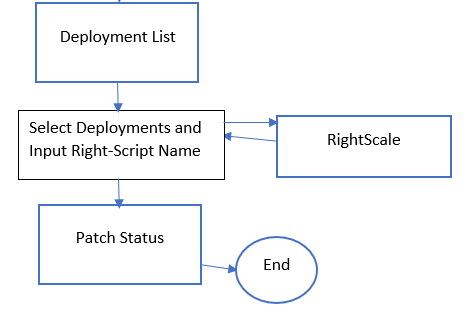 Deployment List
Select Deployments and
Input Right-Script Name
RightScale
Patch Status
End